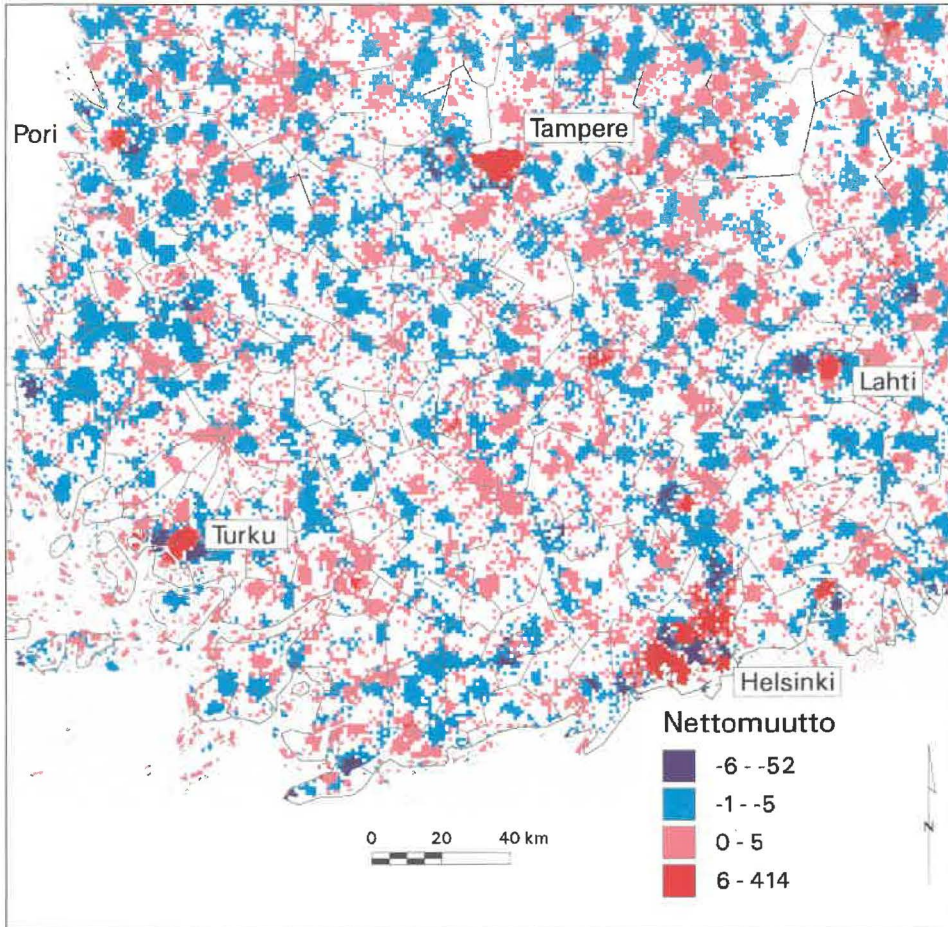 Pori
Tampere
Lahti
Turku
Helsinki
Nettomuutto
-6 - -52
-1 - -5
0 - 5
6 - 414
0 20 40 km
N